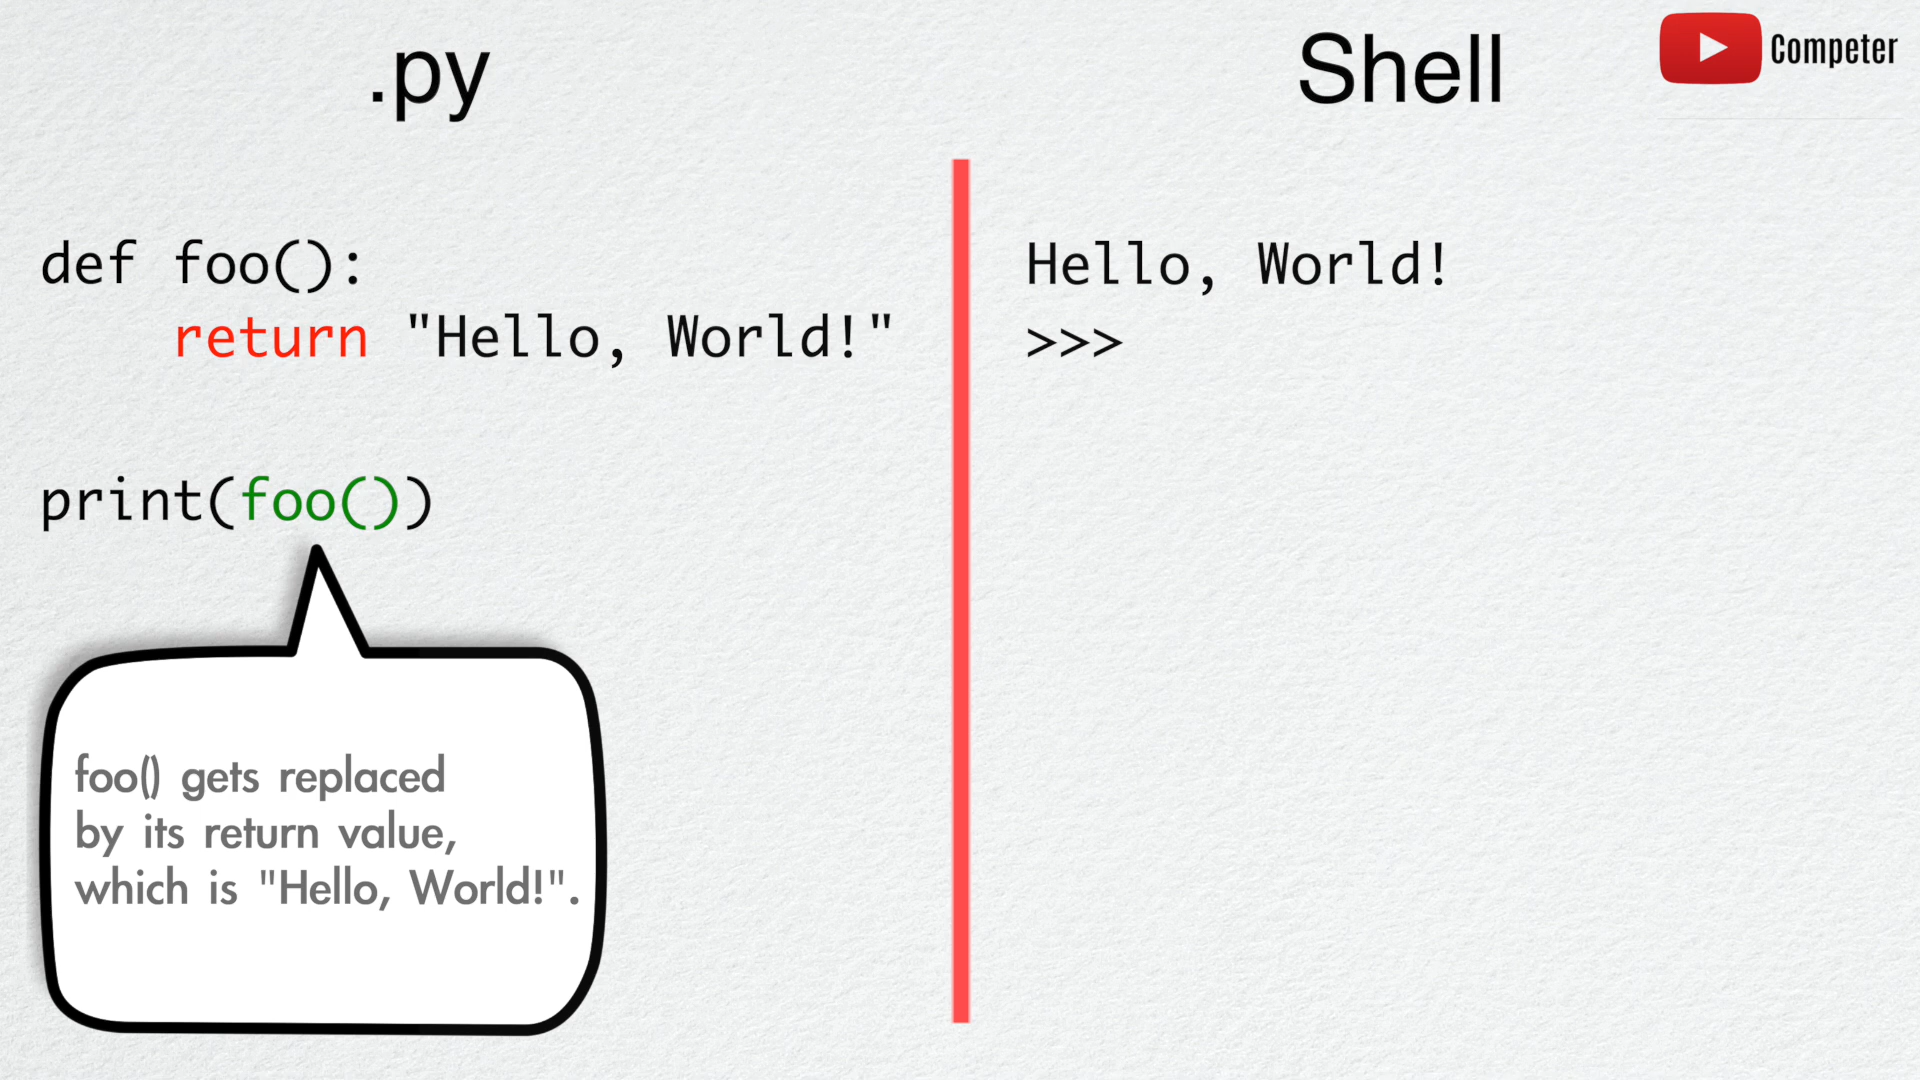 .py
Shell
Competer
def foo():
    return "Hello, World!"
print(foo())
foo() gets replaced
by its return value,
which is "Hello, World!".
Hello, World!
>>>